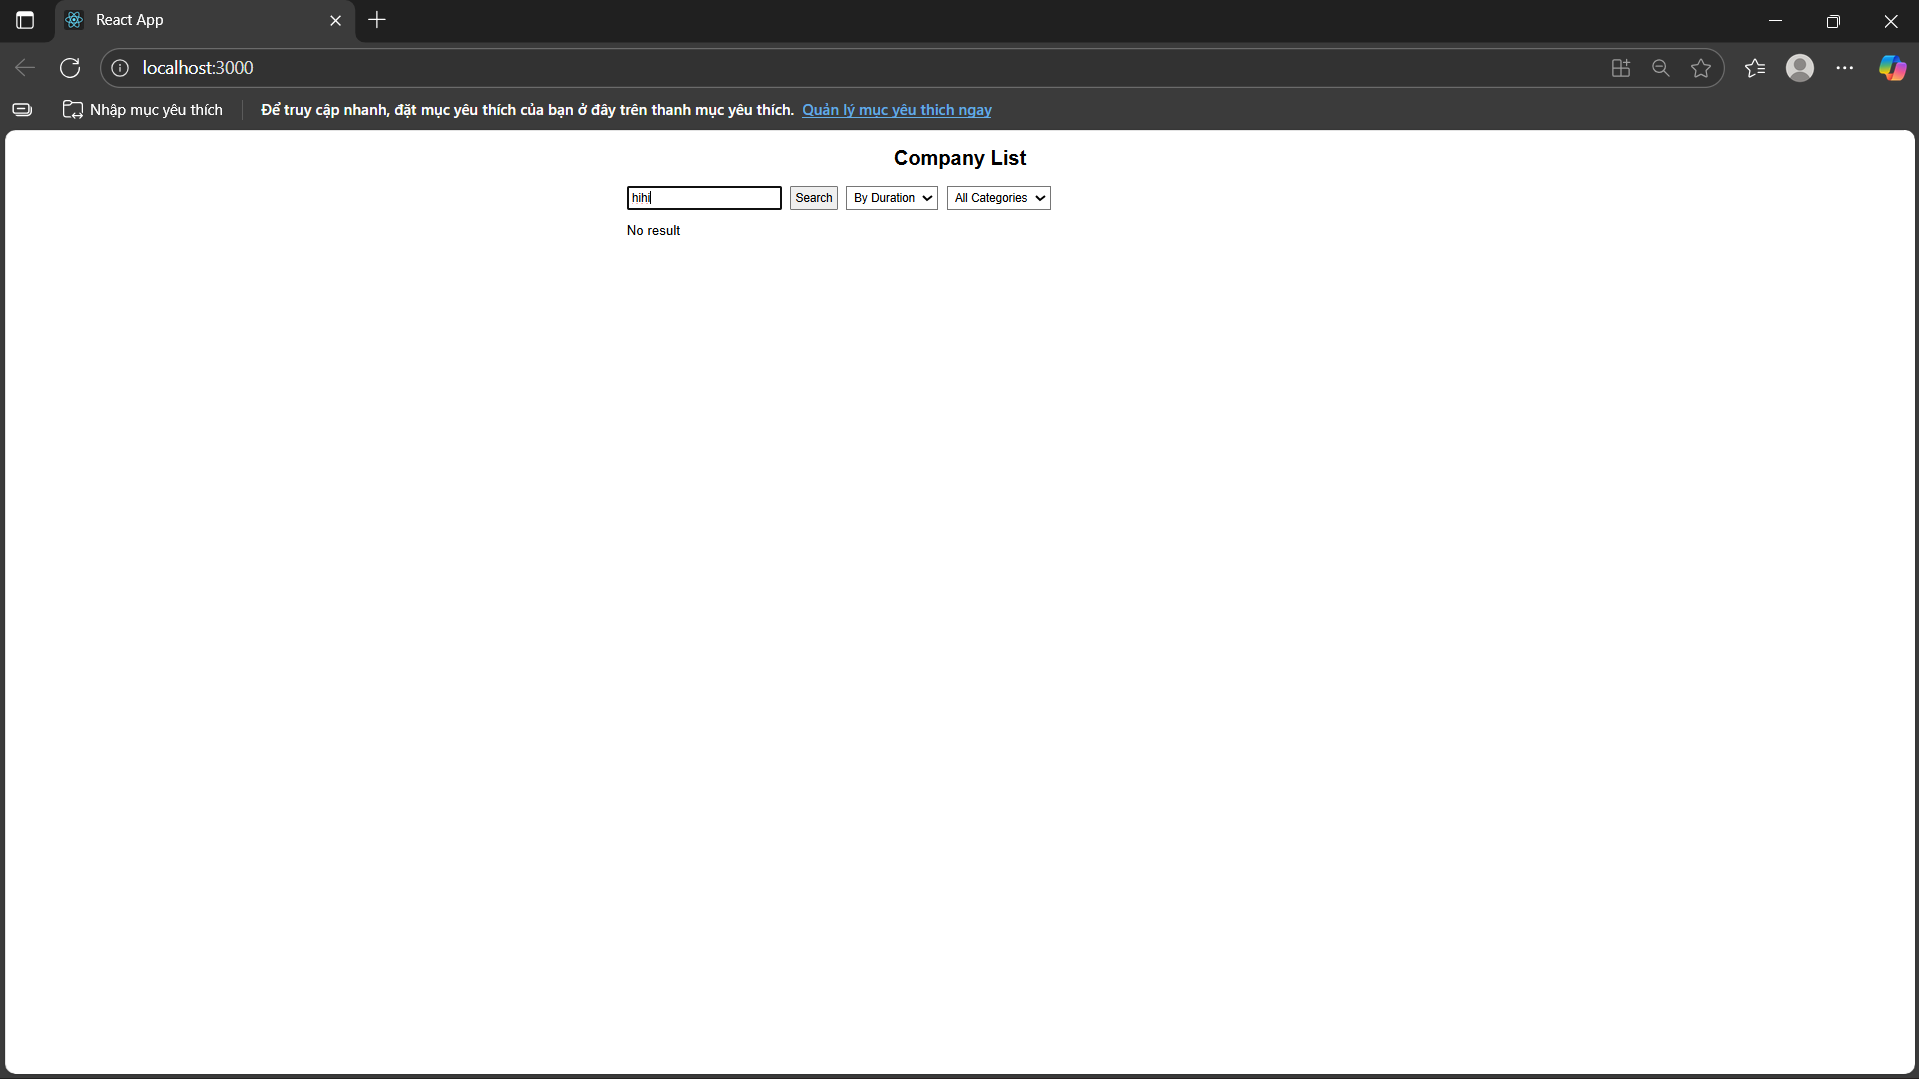 React App
localhost:3000
Nhập mục yêu thích Để truy cập nhanh, đặt mục yêu thích của bạn ở đây trên thanh mục yêu thích. Quản lý mục yêu thích ngay
Company List
hihi Search By Duration All Categories
No result